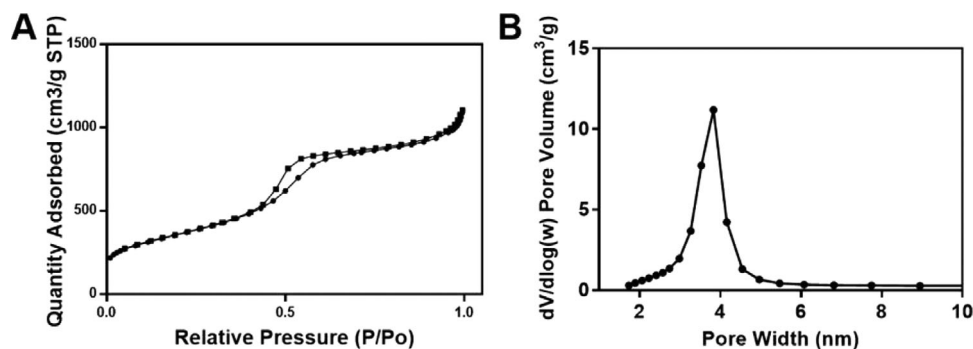 A
Quantity Adsorbed (cm3/g STP)
1500
1000
500
0
0.0
0.5
1.0
Relative Pressure (P/Po)
B
dV/dlog(w) Pore Volume (cm³/g)
15
10
5
0
2
4
6
8
10
Pore Width (nm)